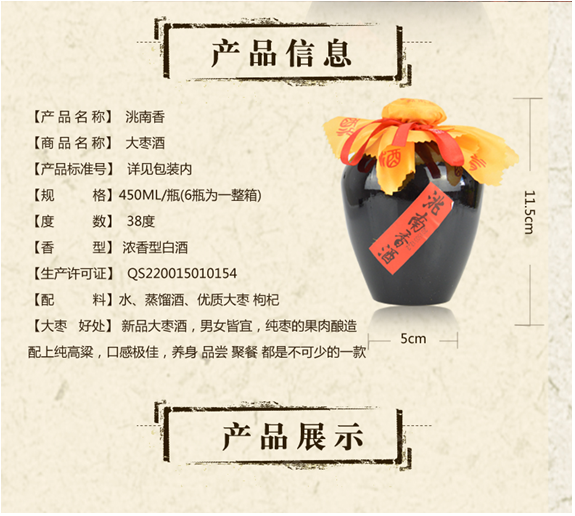 产品信息
【产 品 名 称】 洮南香
【商 品 名 称】 大枣酒
【产品标准号】 详见包装内
【规 格】450ML/瓶(6瓶为一整箱)
【度 数】 38度
【香 型】浓香型白酒
【生产许可证】 QS220015010154
【配 料】水、蒸馏酒、优质大枣 枸杞
【大枣 好处】新品大枣酒，男女皆宜，纯枣的果肉酿造
配上纯高粱，口感极佳，养身 品尝 聚餐 都是不可少的一款
酒
洮南香酒
11.5cm
5cm
产品展示